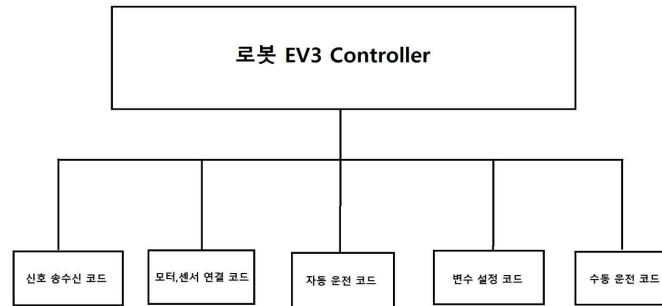 로봇 EV3 Controller
신호 송수신 코드
모터,센서 연결 코드
자동 운전 코드
변수 설정 코드
수동 운전 코드